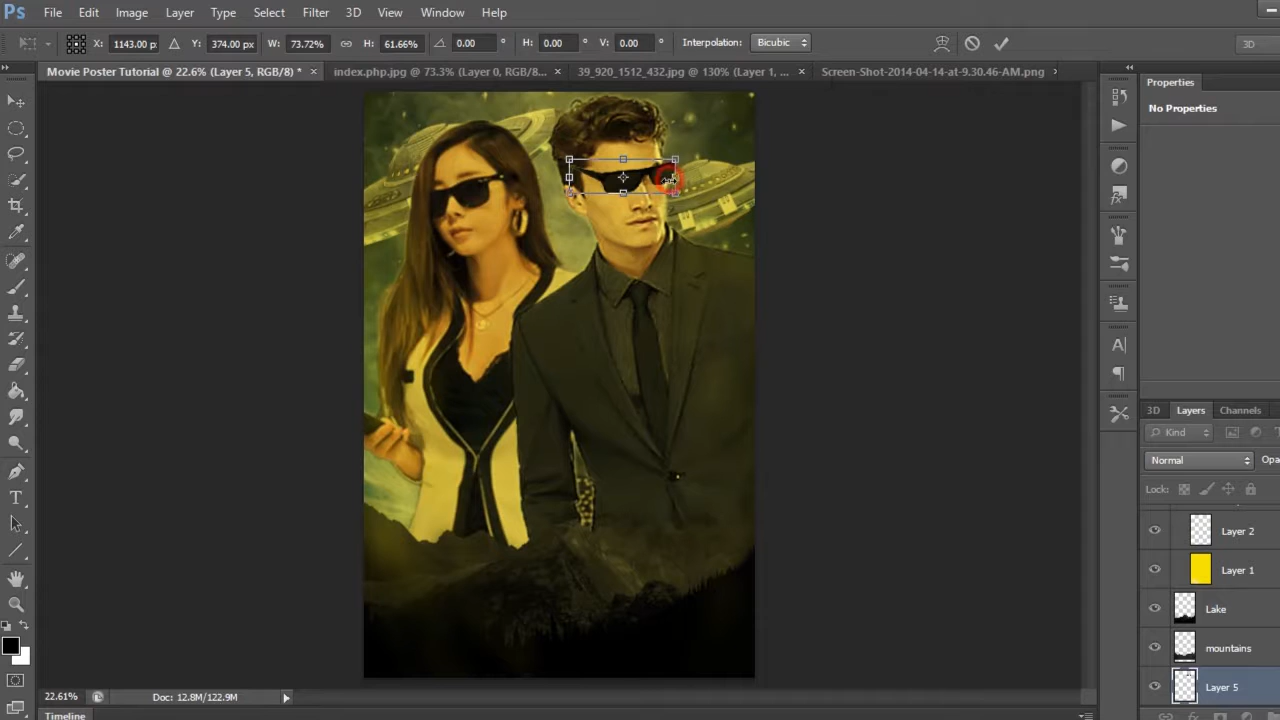 Ps File Edit Image Layer Type Select Filter 3D View Window Help
X: 1143.00 px Y: 374.00 px W: 73.72% H: 61.66% 0.00 ° H: 0.00 ° V: 0.00 ° Interpolation: Bicubic 3D
Movie Poster Tutorial @ 22.6% (Layer 5, RGB/8) * × index.php.jpg @ 73.3% (Layer 0, RGB/8... × 39_920_1512_432.jpg @ 130% (Layer 1, ... × Screen-Shot-2014-04-14-at-9.30.46-AM.png
Properties
No Properties
3D Layers Channels
Kind
Normal Opa
Lock:
Layer 2
Layer 1
Lake
mountains
Layer 5
22.61% Doc: 12.8M/122.9M
Timeline